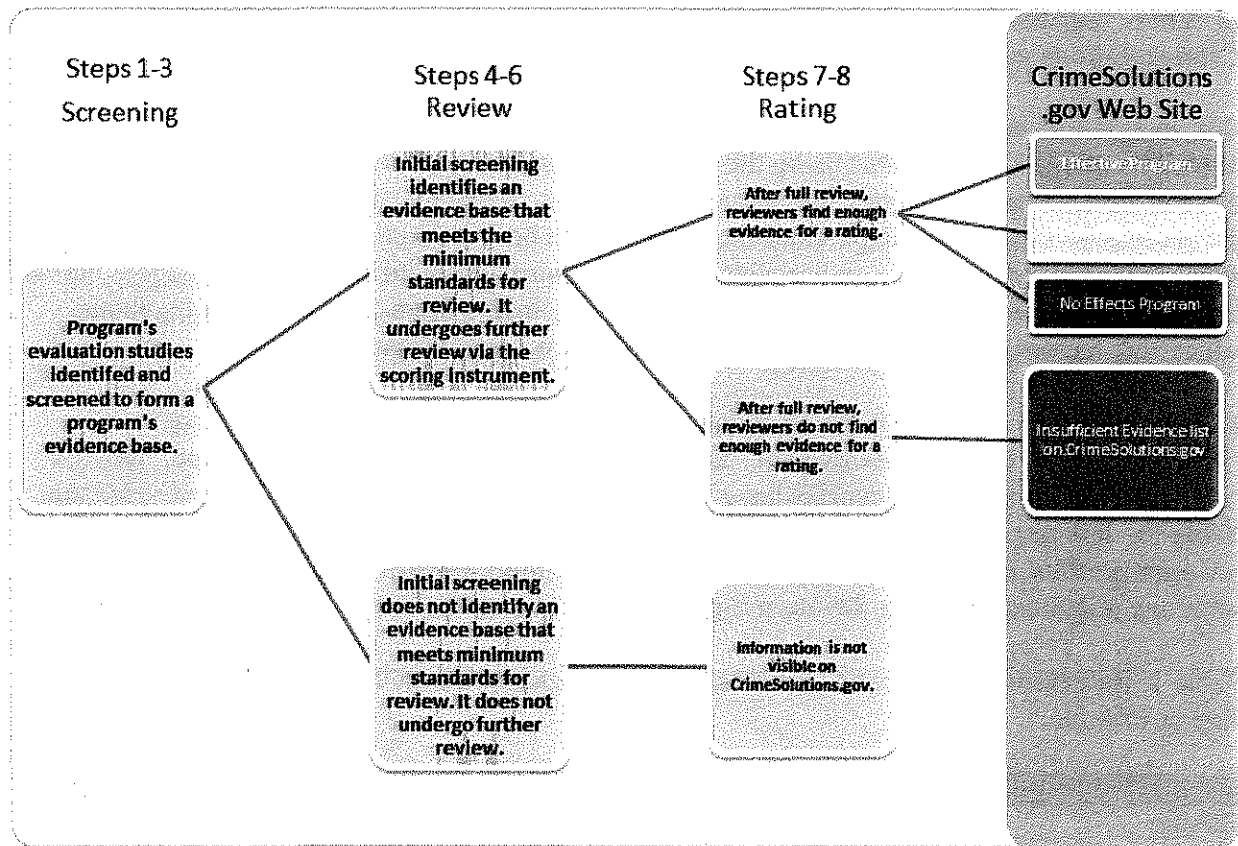 Steps 1-3
Screening
Program's
evaluation studies
identifed and
screened to form a
program's
evidence base.
Steps 4-6
Review
Initial screening
identifies an
evidence base that
meets the
minimum
standards for
review. It
undergoes further
review via the
scoring instrument.
Initial screening
does not identify an
evidence base that
meets minimum
standards for
review. It does not
undergo further
review.
Steps 7-8
Rating
After full review,
reviewers find enough
evidence for a rating.
After full review,
reviewers do not find
enough evidence for a
rating.
Information is not
visible on
CrimeSolutions.gov.
CrimeSolutions
.gov Web Site
Effective Program
No Effects Program
Insufficient Evidence list
on CrimeSolutions.gov